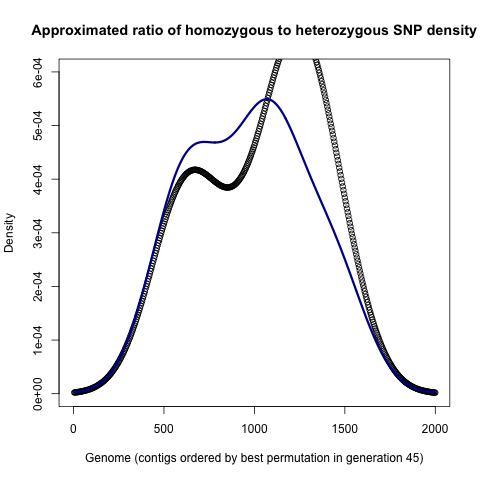 Approximated ratio of homozygous to heterozygous SNP density
Density
6e-04
5e-04
4e-04
3e-04
2e-04
1e-04
0e+00
0 500 1000 1500 2000
Genome (contigs ordered by best permutation in generation 45)